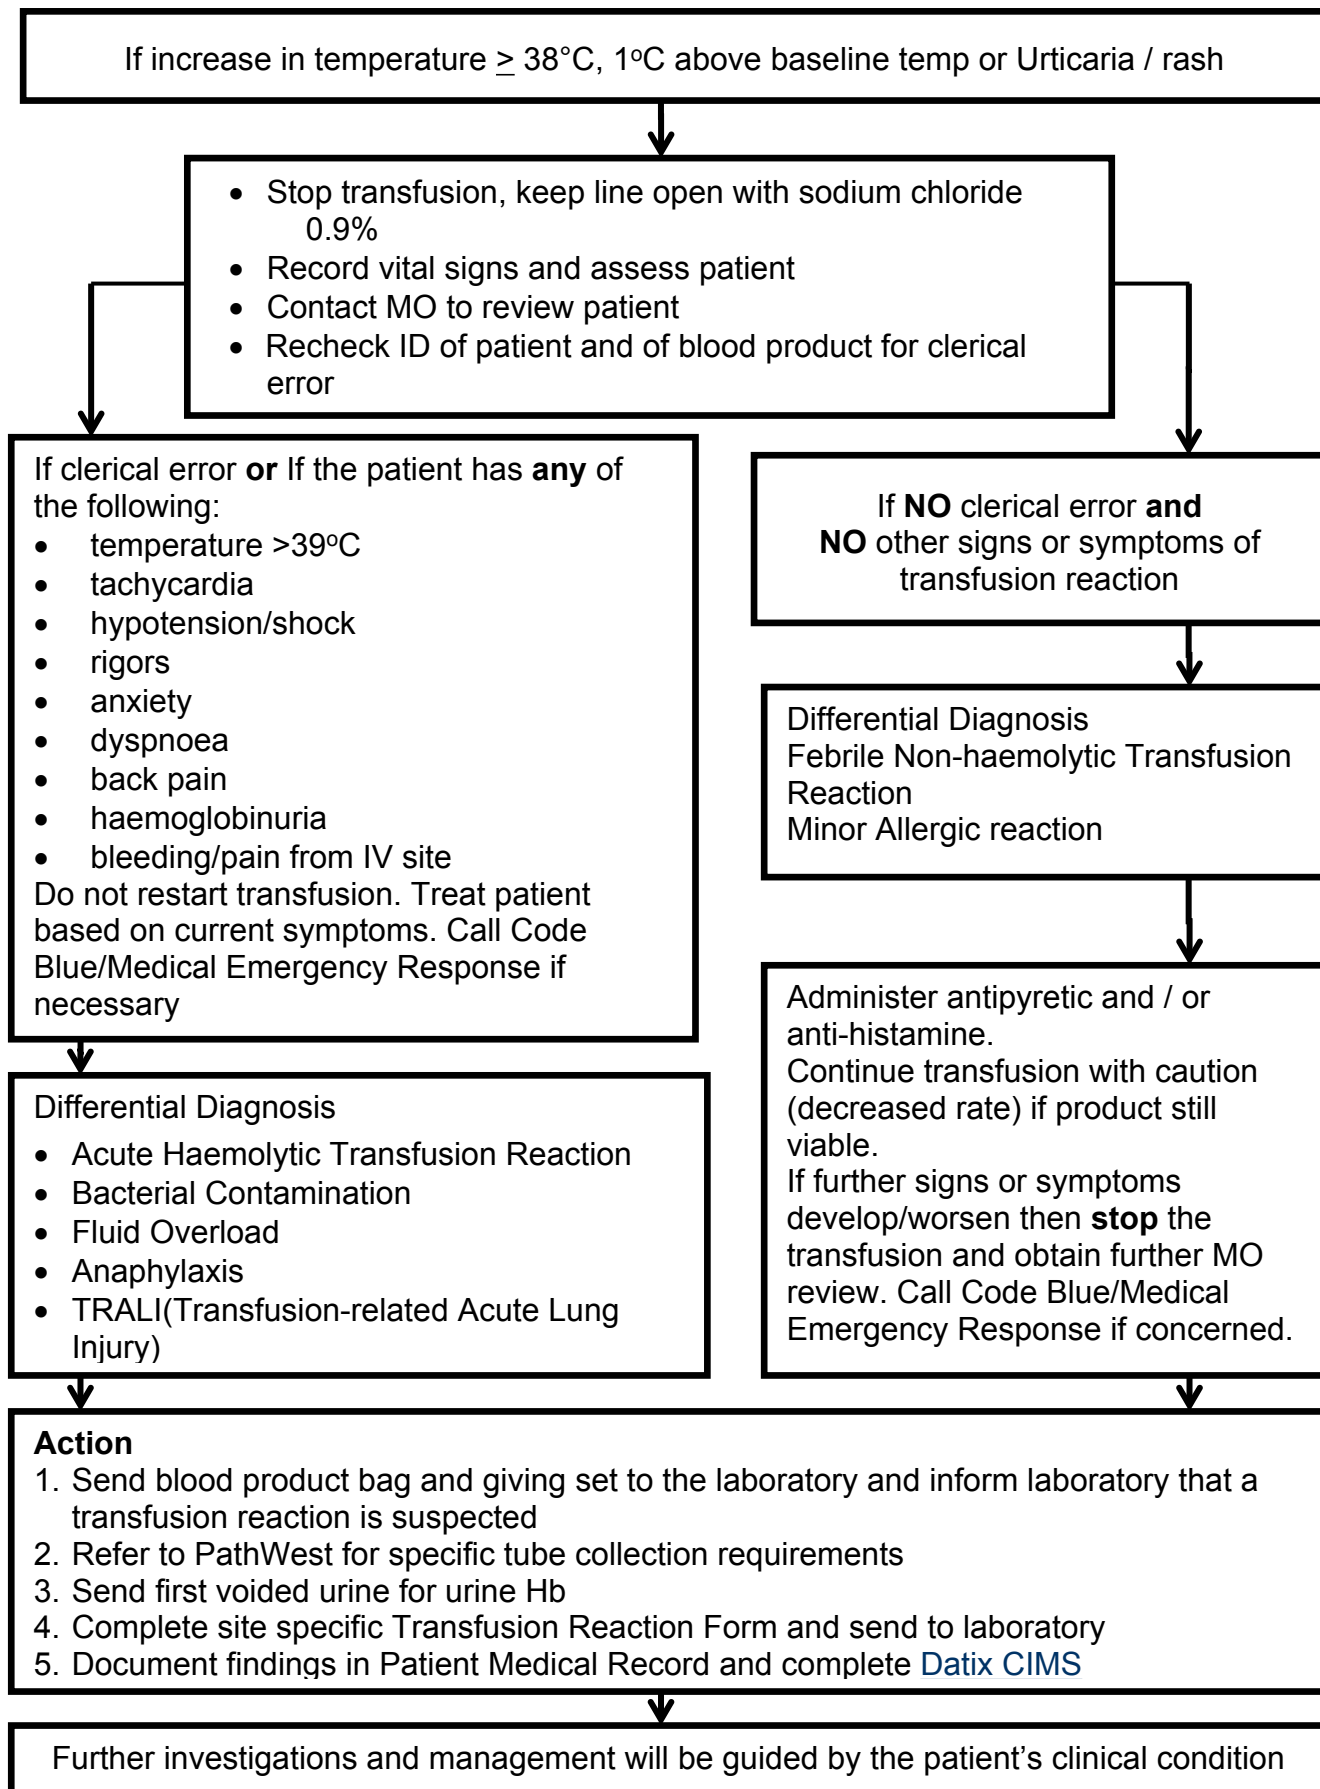 If increase in temperature ≥ 38°C, 1ºC above baseline temp or Urticaria / rash
• Stop transfusion, keep line open with sodium chloride
0.9%
• Record vital signs and assess patient
• Contact MO to review patient
• Recheck ID of patient and of blood product for clerical
error
If clerical error or If the patient has any of
the following:
• temperature >39ºC
• tachycardia
• hypotension/shock
• rigors
• anxiety
• dyspnoea
• back pain
• haemoglobinuria
• bleeding/pain from IV site
Do not restart transfusion. Treat patient
based on current symptoms. Call Code
Blue/Medical Emergency Response if
necessary
Differential Diagnosis
• Acute Haemolytic Transfusion Reaction
• Bacterial Contamination
• Fluid Overload
• Anaphylaxis
• TRALI(Transfusion-related Acute Lung
Injury)
If NO clerical error and
NO other signs or symptoms of
transfusion reaction
Differential Diagnosis
Febrile Non-haemolytic Transfusion
Reaction
Minor Allergic reaction
Administer antipyretic and / or
anti-histamine.
Continue transfusion with caution
(decreased rate) if product still
viable.
If further signs or symptoms
develop/worsen then stop the
transfusion and obtain further MO
review. Call Code Blue/Medical
Emergency Response if concerned.
Action
1. Send blood product bag and giving set to the laboratory and inform laboratory that a
transfusion reaction is suspected
2. Refer to PathWest for specific tube collection requirements
3. Send first voided urine for urine Hb
4. Complete site specific Transfusion Reaction Form and send to laboratory
5. Document findings in Patient Medical Record and complete Datix CIMS
Further investigations and management will be guided by the patient's clinical condition